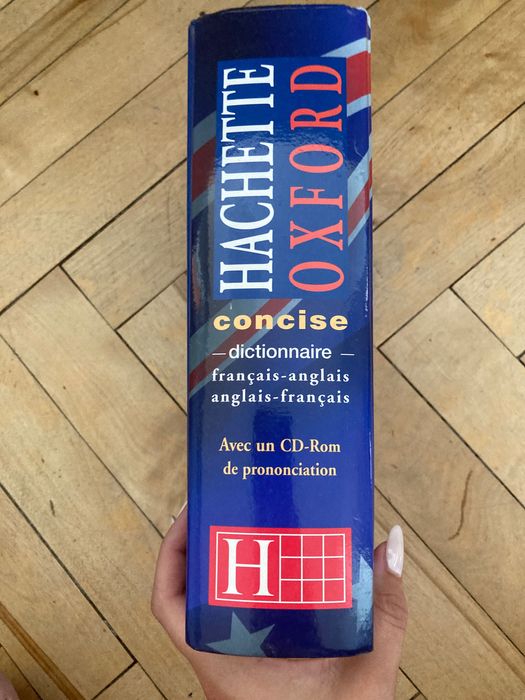 HACHETTE
OXFORD
concise
— dictionnaire —
français-anglais
anglais-français
Avec un CD-Rom
de prononciation
H